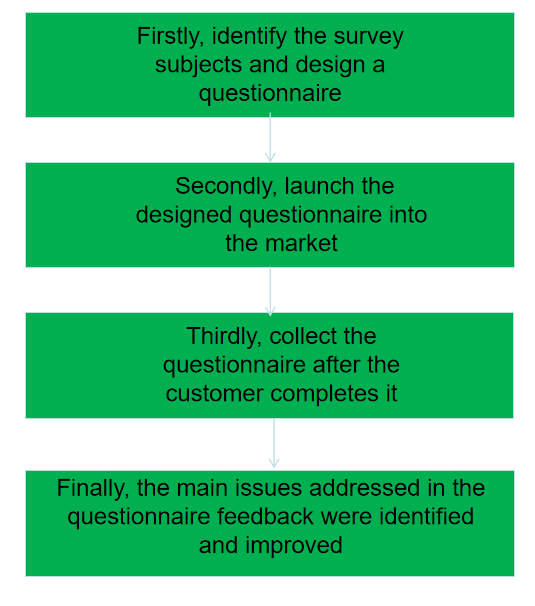 Firstly, identify the survey
subjects and design a
questionnaire
Secondly, launch the
designed questionnaire into
the market
Thirdly, collect the
questionnaire after the
customer completes it
Finally, the main issues addressed in the
questionnaire feedback were identified
and improved